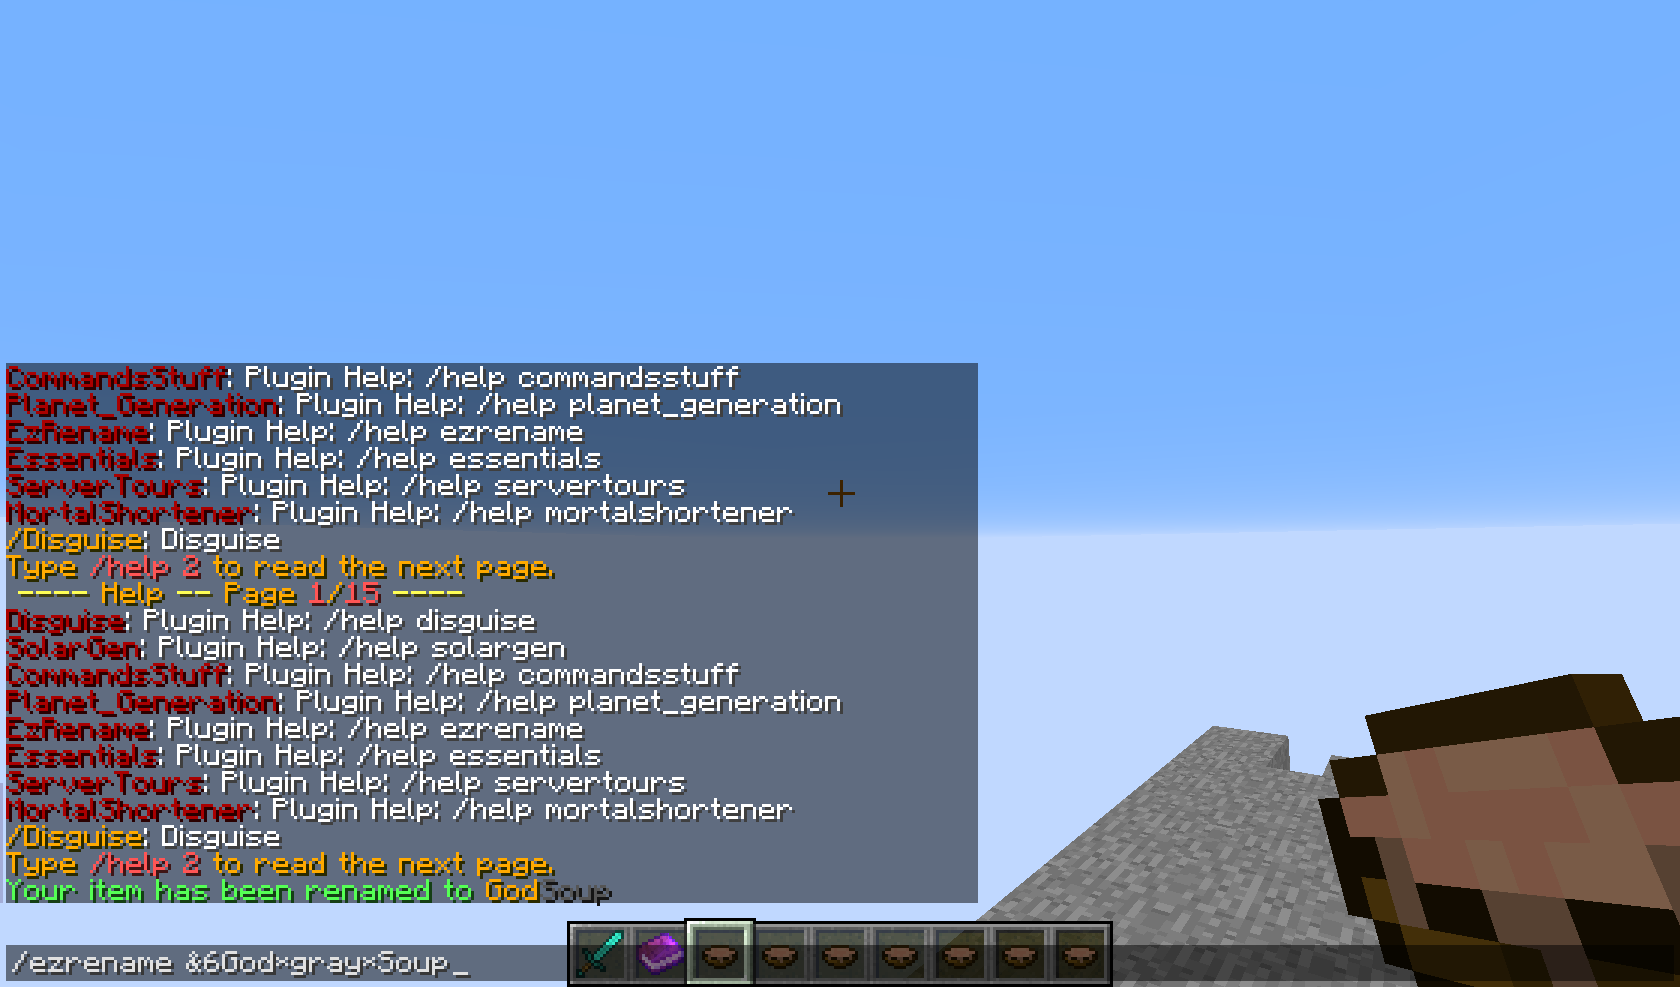 CommandsStuff: Plugin Help: /help commandsstuff
Planet_Generation: Plugin Help: /help planet_generation
EzRename: Plugin Help: /help ezrename
Essentials: Plugin Help: /help essentials
ServerTours: Plugin Help: /help servertours
MortalShortener: Plugin Help: /help mortalshortener
/Disguise: Disguise
Type /help 2 to read the next page.
---- Help -- Page 1/15 ----
Disguise: Plugin Help: /help disguise
SolarGen: Plugin Help: /help solargen
CommandsStuff: Plugin Help: /help commandsstuff
Planet_Generation: Plugin Help: /help planet_generation
EzRename: Plugin Help: /help ezrename
Essentials: Plugin Help: /help essentials
ServerTours: Plugin Help: /help servertours
MortalShortener: Plugin Help: /help mortalshortener
/Disguise: Disguise
Type /help 2 to read the next page.
Your item has been renamed to GodSoup
/ezrename &6God×gray×Soup_